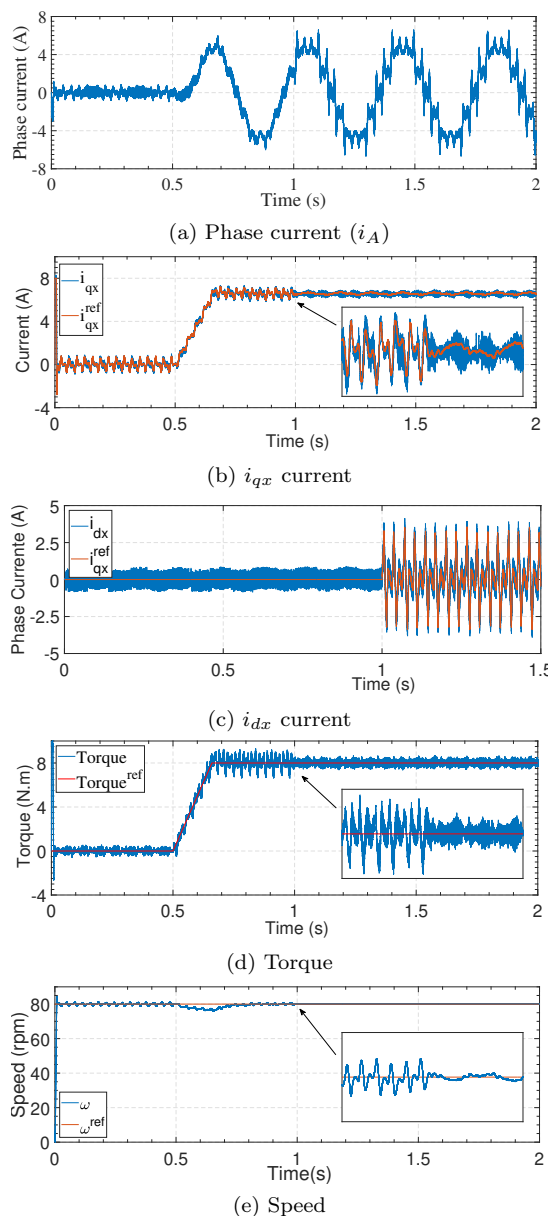 Phase current (A)
8
4
0
-4
-8
0
0.5
1
1.5
2
Time (s)
(a) Phase current (i_A)
Current (A)
8
4
0
-4
i_qx
i_qx^ref
0
0.5
1
1.5
2
Time (s)
(b) i_qx current
Phase Currente (A)
5
2.5
0
-2.5
-5
i_dx
i_qx^ref
0
0.5
1
1.5
Time (s)
(c) i_dx current
Torque (N.m)
8
4
0
-4
Torque
Torque^ref
0
0.5
1
1.5
2
Time (s)
(d) Torque
Speed (rpm)
80
60
40
20
0
ω
ω^ref
0
0.5
1
1.5
2
Time(s)
(e) Speed